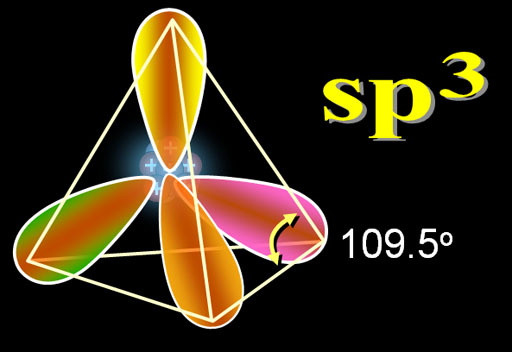 sp³
109.5º
+ + + +